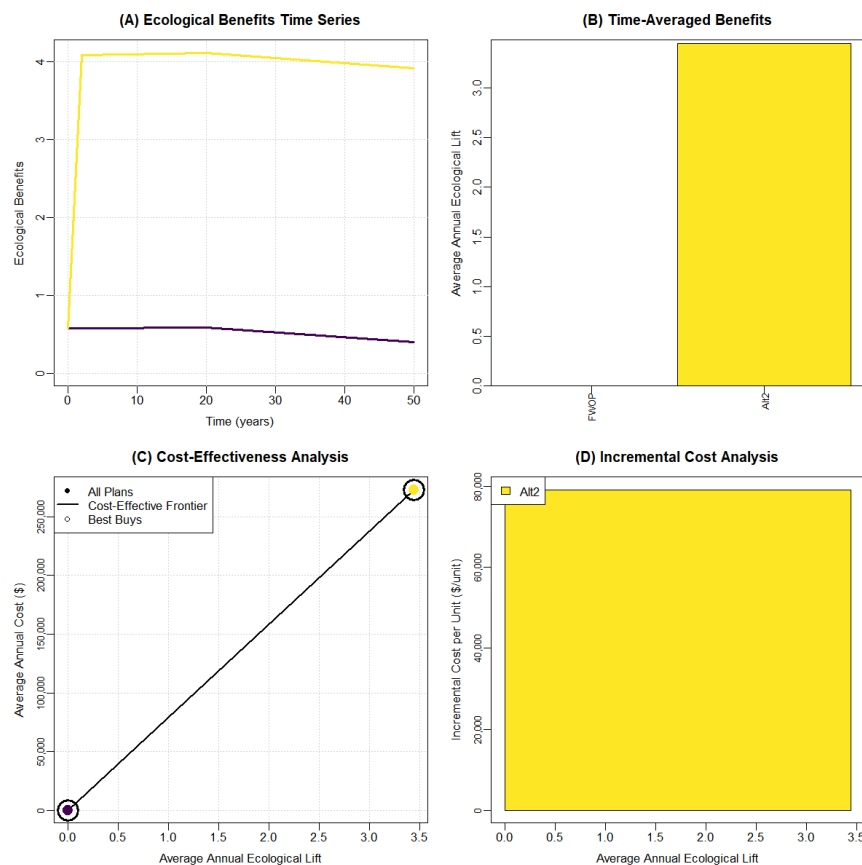 (A) Ecological Benefits Time Series
Ecological Benefits
4
3
2
1
0
0 10 20 30 40 50
Time (years)
(B) Time-Averaged Benefits
Average Annual Ecological Lift
3.0
2.5
2.0
1.5
1.0
0.5
0.0
FWOP Alt2
(C) Cost-Effectiveness Analysis
All Plans
Cost-Effective Frontier
Best Buys
Average Annual Cost ($)
250,000
200,000
150,000
100,000
50,000
0
0.0 0.5 1.0 1.5 2.0 2.5 3.0 3.5
Average Annual Ecological Lift
(D) Incremental Cost Analysis
Alt2
Incremental Cost per Unit ($/unit)
80,000
60,000
40,000
20,000
0
0.0 0.5 1.0 1.5 2.0 2.5 3.0 3.5
Average Annual Ecological Lift